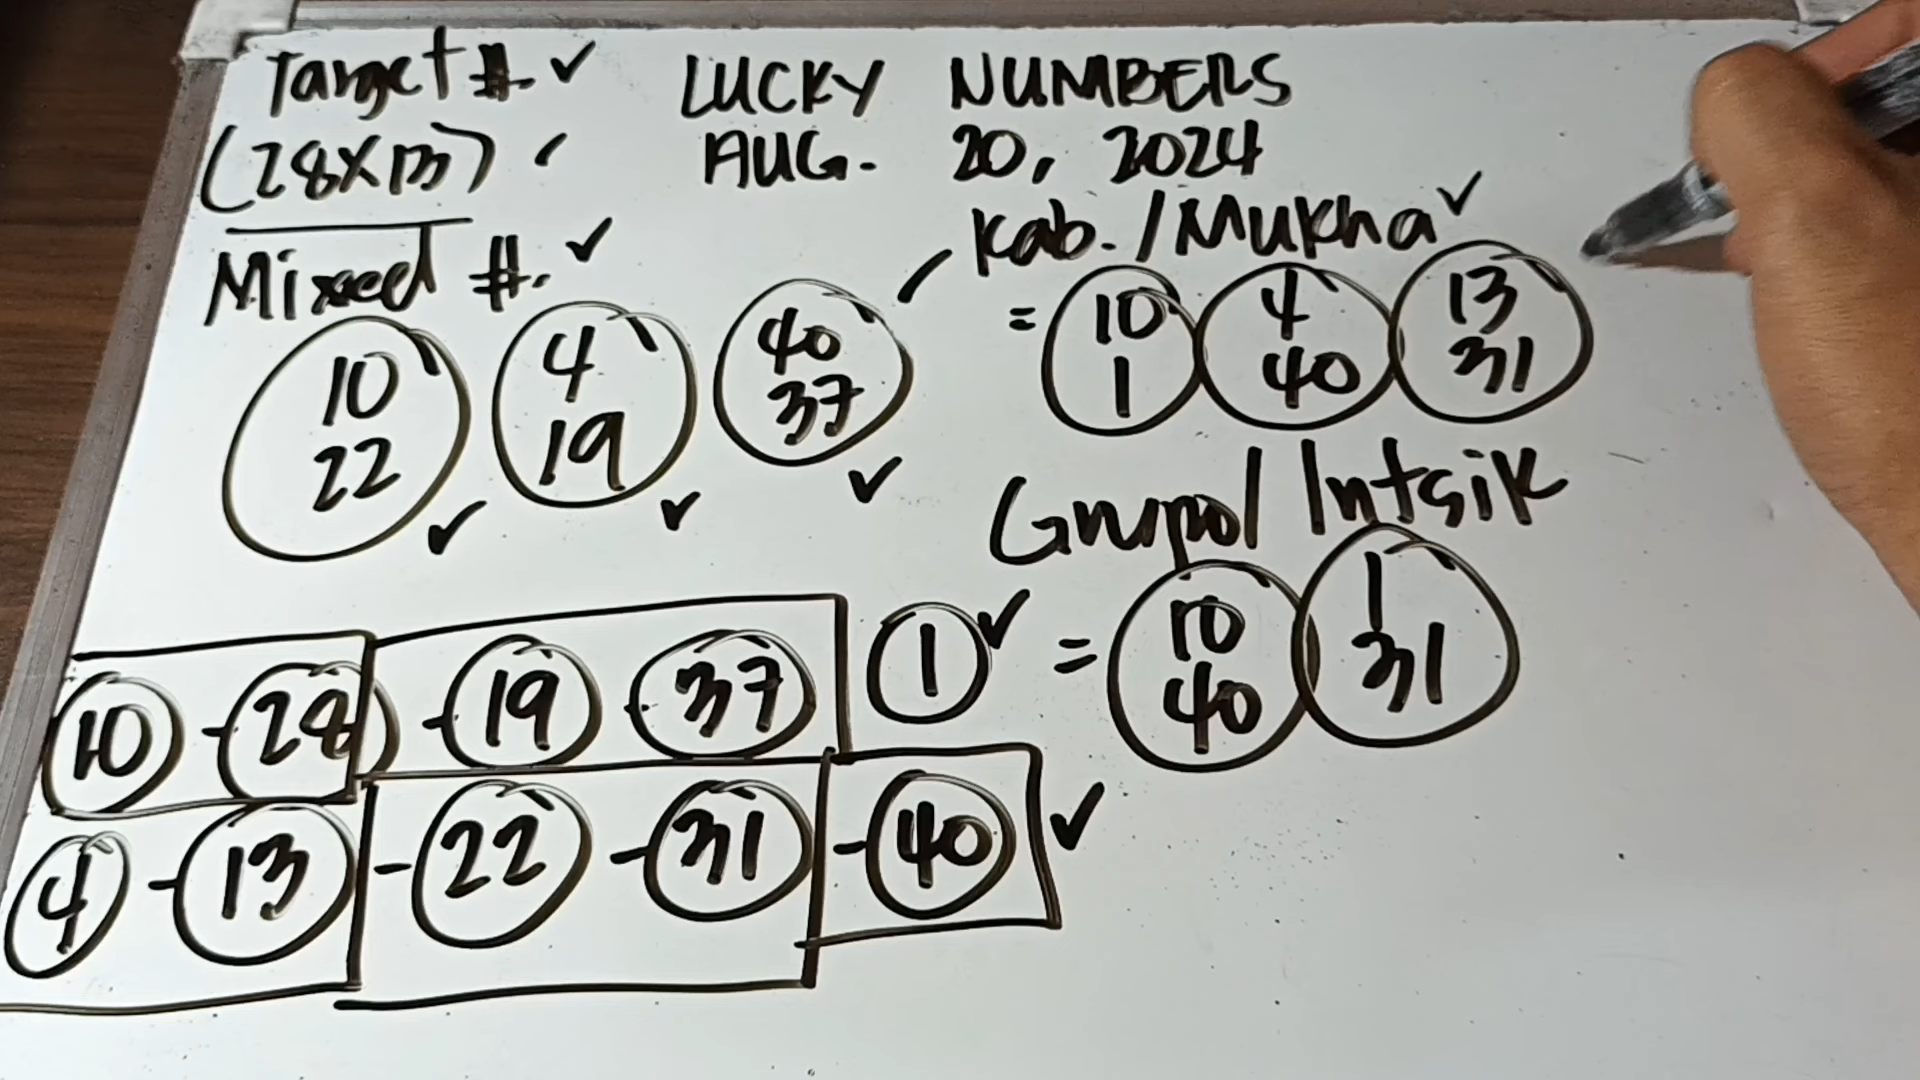 Target #. ✓
(28X13) ✓
LUCKY NUMBERS
AUG. 20, 2024
Mixed #. ✓
10 4 40
22 19 37
Kab. / Mukha ✓
= 10 4 13
1 40 31
Grupo / Intsik
= 10 1
40 31
10 - 28 - 19 - 37 1 ✓
4 - 13 - 22 - 31 - 40 ✓